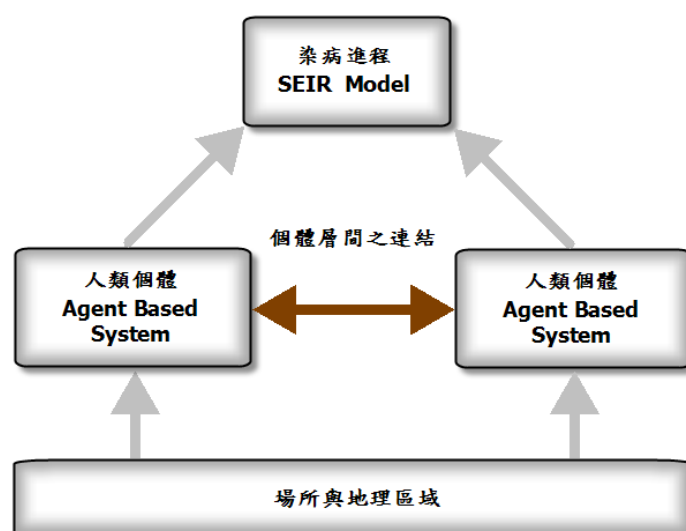 染病進程
SEIR Model
個體層間之連結
人類個體
Agent Based
System
人類個體
Agent Based
System
場所與地理區域